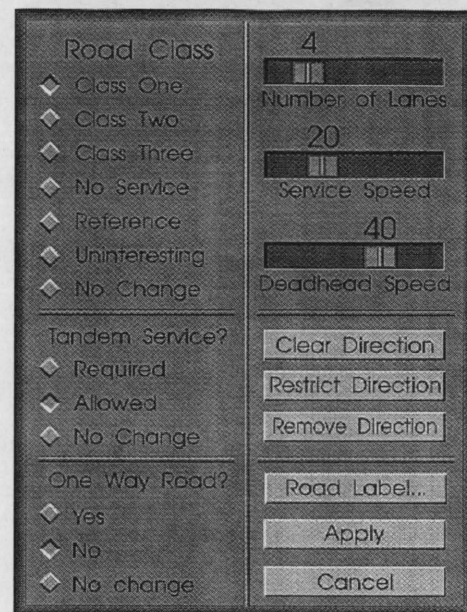 Road Class
Class One
Class Two
Class Three
No Service
Reference
Uninteresting
No Change
Tandem Service?
Required
Allowed
No Change
One Way Road?
Yes
No
No change
4
Number of Lanes
20
Service Speed
40
Deadhead Speed
Clear Direction
Restrict Direction
Remove Direction
Road Label...
Apply
Cancel